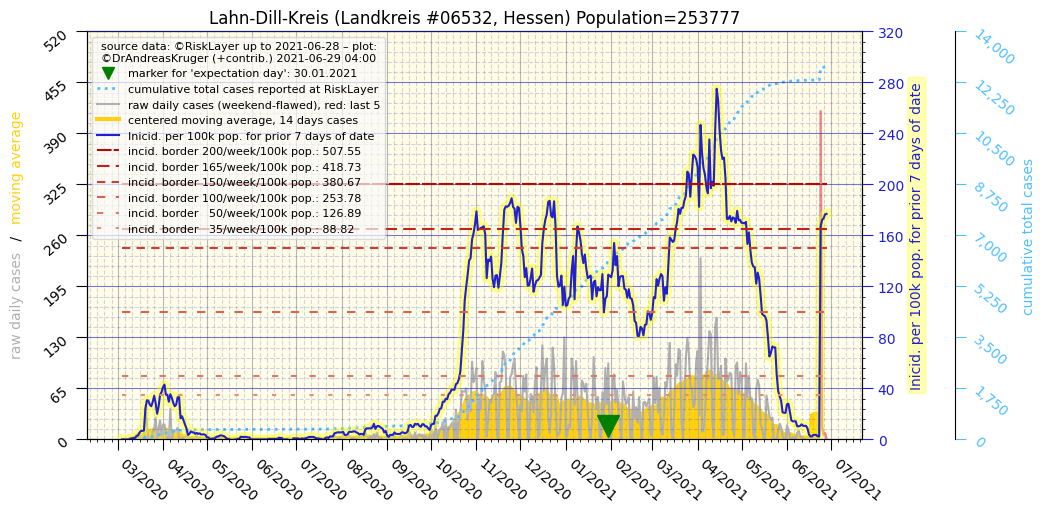 Lahn-Dill-Kreis (Landkreis #06532, Hessen) Population=253777
source data: ©RiskLayer up to 2021-06-28 – plot:
©DrAndreasKruger (+contrib.) 2021-06-29 04:00
marker for 'expectation day': 30.01.2021
cumulative total cases reported at RiskLayer
raw daily cases (weekend-flawed), red: last 5
centered moving average, 14 days cases
Inicid. per 100k pop. for prior 7 days of date
incid. border 200/week/100k pop.: 507.55
incid. border 165/week/100k pop.: 418.73
incid. border 150/week/100k pop.: 380.67
incid. border 100/week/100k pop.: 253.78
incid. border 50/week/100k pop.: 126.89
incid. border 35/week/100k pop.: 88.82
raw daily cases / moving average
520
455
390
325
260
195
130
65
0
320
280
240
200
160
120
80
40
0
Inicid. per 100k pop. for prior 7 days of date
14,000
12,250
10,500
8,750
7,000
5,250
3,500
1,750
0
cumulative total cases
03/2020
04/2020
05/2020
06/2020
07/2020
08/2020
09/2020
10/2020
11/2020
12/2020
01/2021
02/2021
03/2021
04/2021
05/2021
06/2021
07/2021